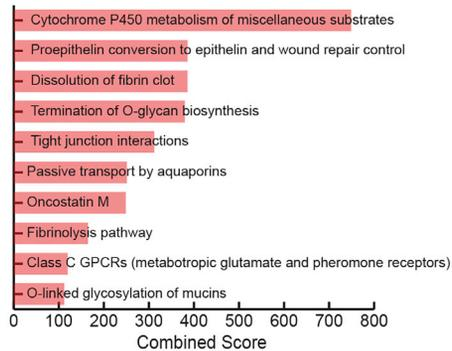 Cytochrome P450 metabolism of miscellaneous substrates
Proepithelin conversion to epithelin and wound repair control
Dissolution of fibrin clot
Termination of O-glycan biosynthesis
Tight junction interactions
Passive transport by aquaporins
Oncostatin M
Fibrinolysis pathway
Class C GPCRs (metabotropic glutamate and pheromone receptors)
O-linked glycosylation of mucins
0 100 200 300 400 500 600 700 800
Combined Score